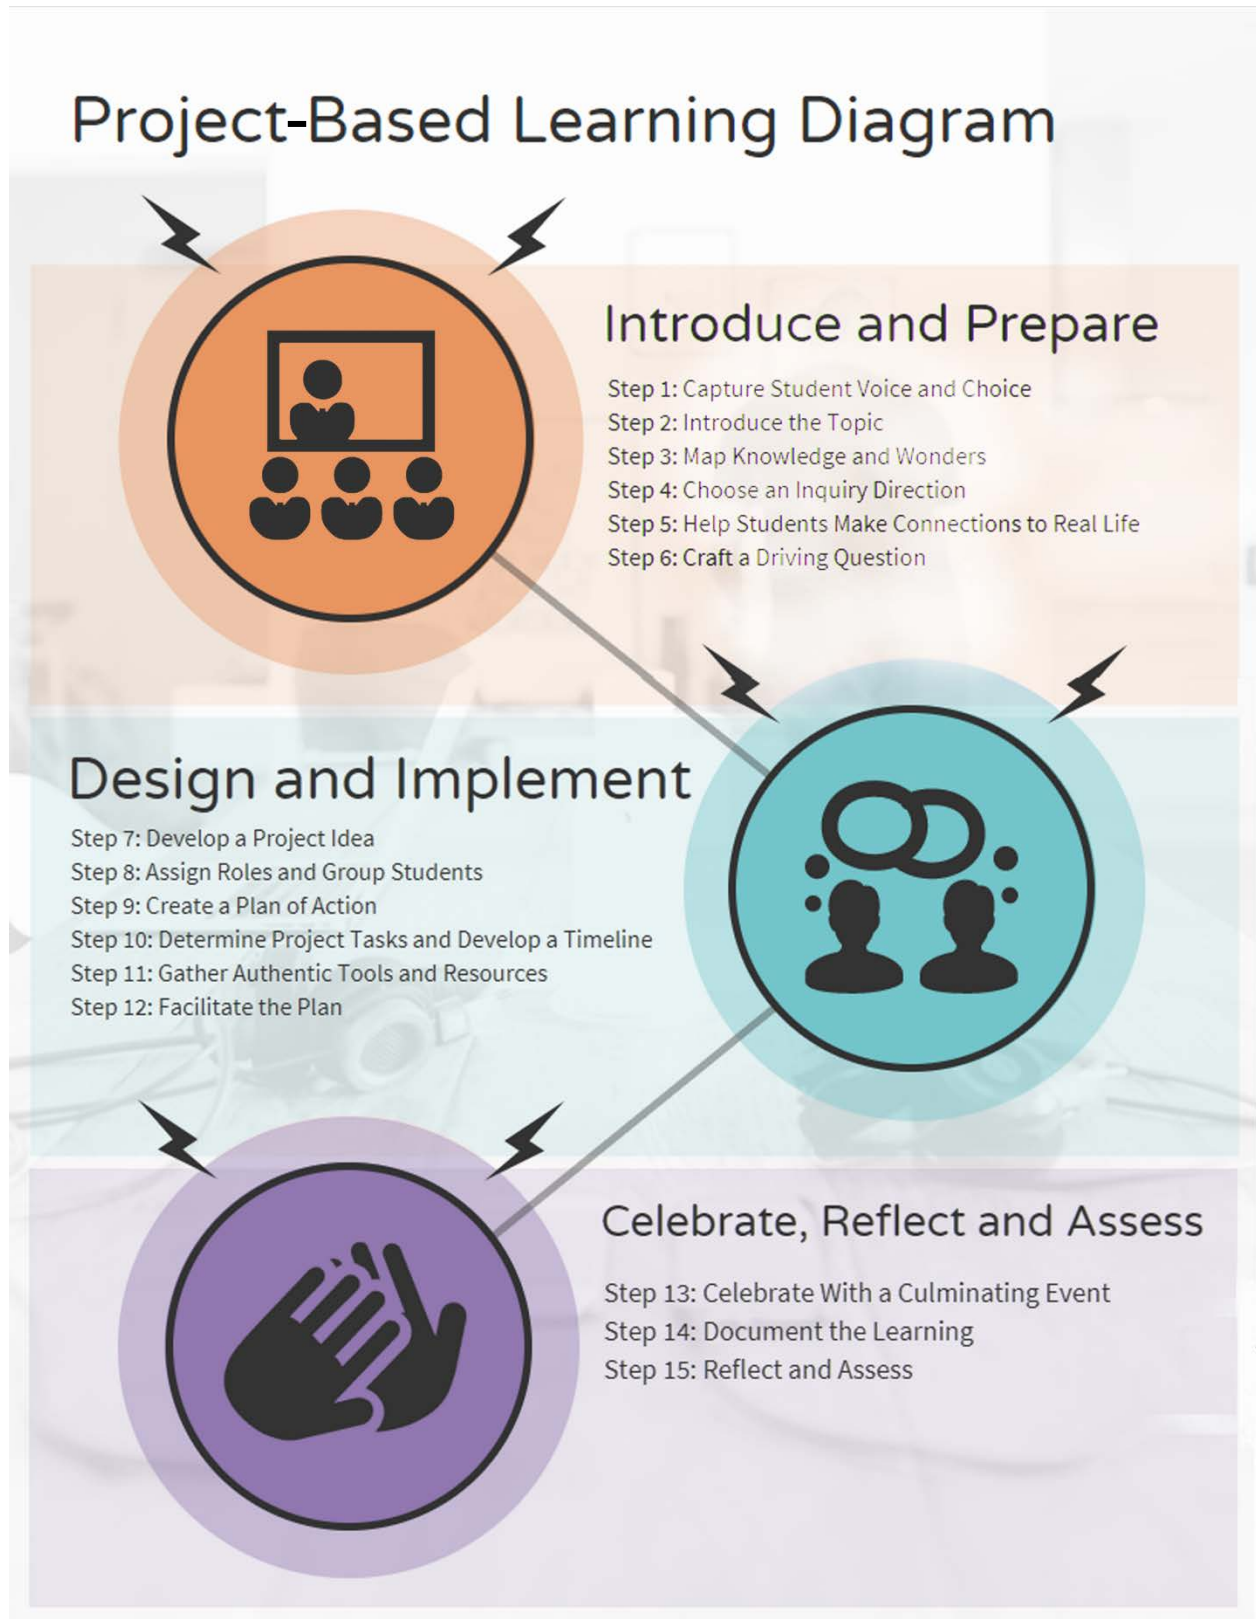 Project-Based Learning Diagram
Introduce and Prepare
Step 1: Capture Student Voice and Choice
Step 2: Introduce the Topic
Step 3: Map Knowledge and Wonders
Step 4: Choose an Inquiry Direction
Step 5: Help Students Make Connections to Real Life
Step 6: Craft a Driving Question
Design and Implement
Step 7: Develop a Project Idea
Step 8: Assign Roles and Group Students
Step 9: Create a Plan of Action
Step 10: Determine Project Tasks and Develop a Timeline
Step 11: Gather Authentic Tools and Resources
Step 12: Facilitate the Plan
Celebrate, Reflect and Assess
Step 13: Celebrate With a Culminating Event
Step 14: Document the Learning
Step 15: Reflect and Assess